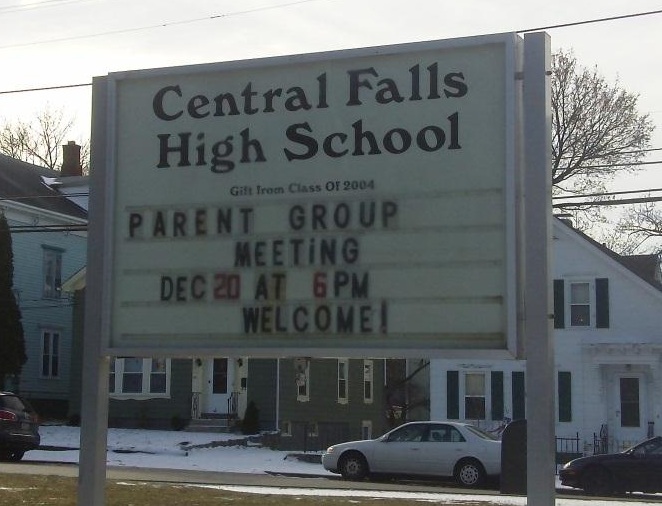 Central Falls
High School
Gift from Class Of 2004
PARENT GROUP
MEETiNG
DEC 20 AT 6PM
WELCOME!